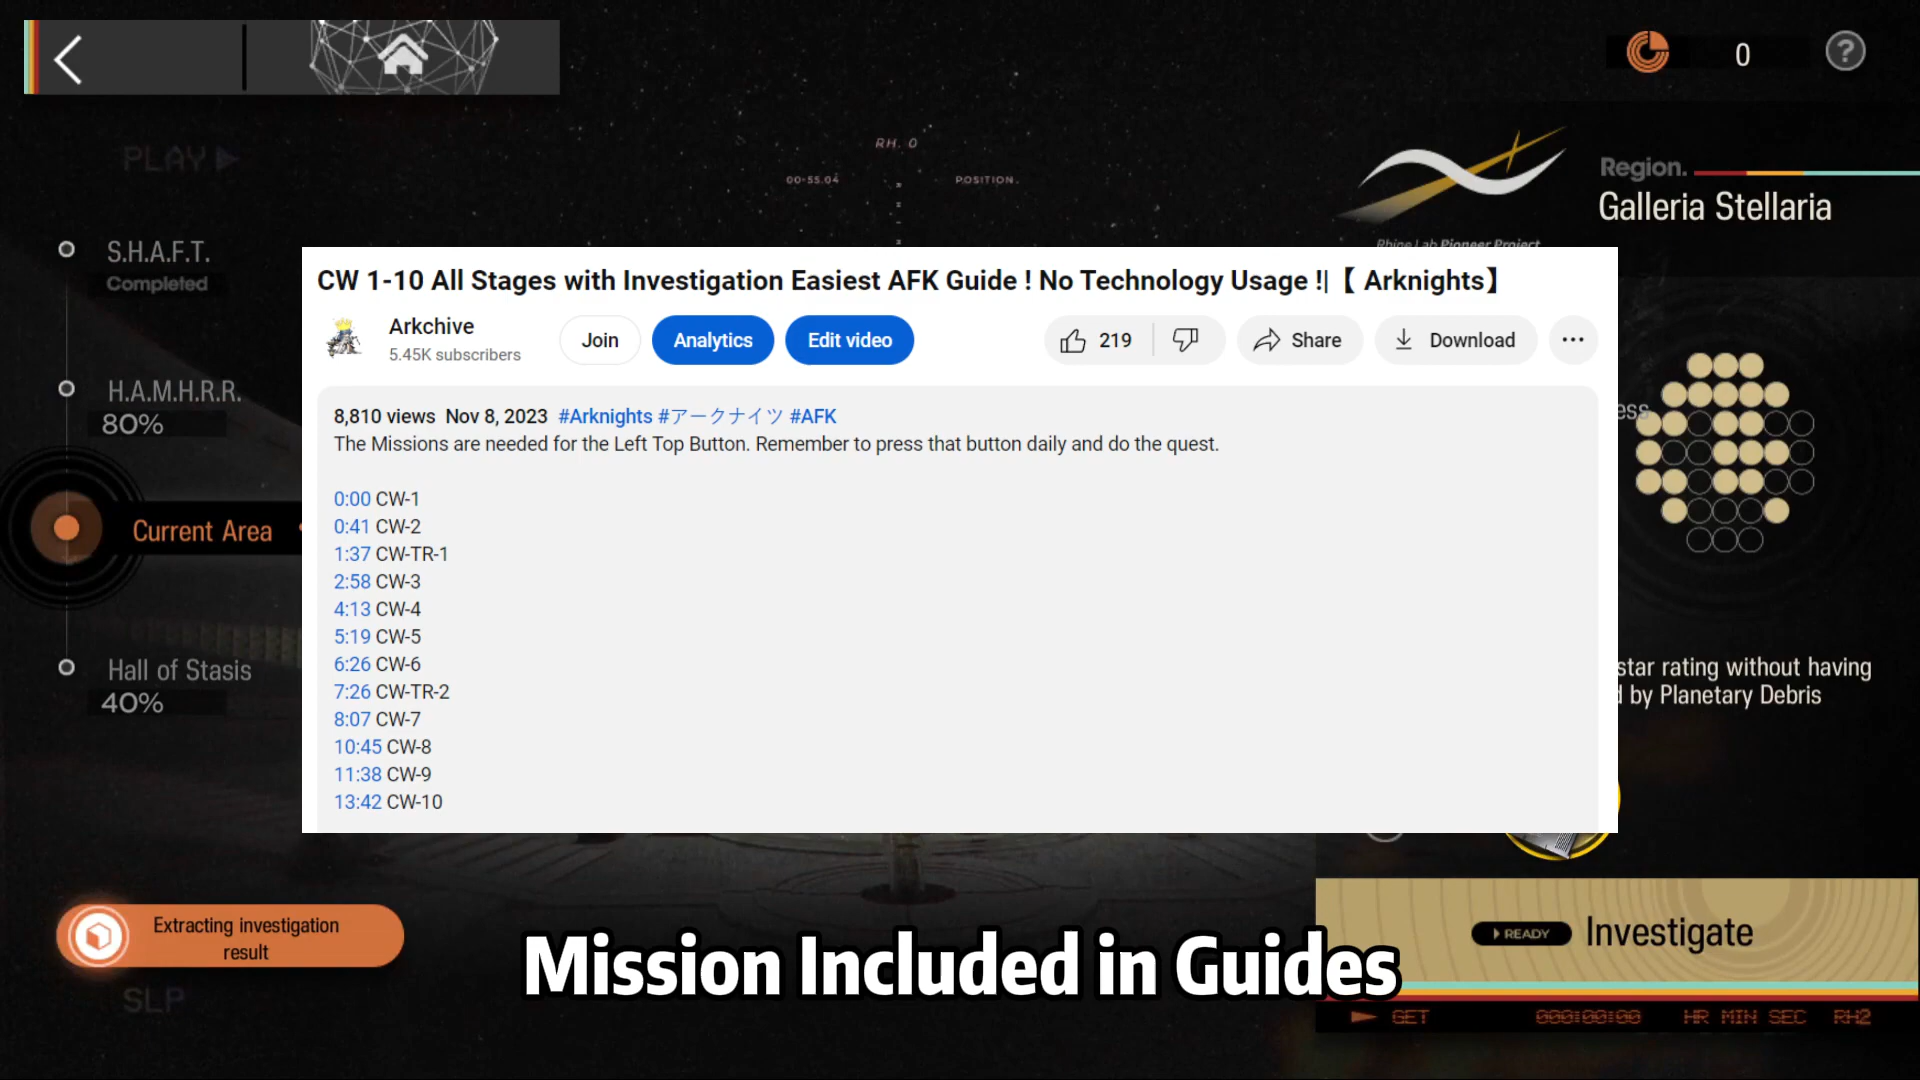 0
?
PLAY
RH. 0
00-55.04
POSITION.
Region.
Galleria Stellaria
Rhine Lab Pioneer Project
S.H.A.F.T.
Completed
H.A.M.H.R.R.
80%
Current Area
Hall of Stasis
40%
CW 1-10 All Stages with Investigation Easiest AFK Guide ! No Technology Usage !|【 Arknights】
Arkchive
5.45K subscribers
Join
Analytics
Edit video
219
Share
Download
8,810 views Nov 8, 2023 #Arknights #アークナイツ #AFK
The Missions are needed for the Left Top Button. Remember to press that button daily and do the quest.
0:00 CW-1
0:41 CW-2
1:37 CW-TR-1
2:58 CW-3
4:13 CW-4
5:19 CW-5
6:26 CW-6
7:26 CW-TR-2
8:07 CW-7
10:45 CW-8
11:38 CW-9
13:42 CW-10
ess
star rating without having
by Planetary Debris
Extracting investigation
result
SLP
Mission Included in Guides
READY
Investigate
GET
000:00:00
HR MIN SEC
RH2